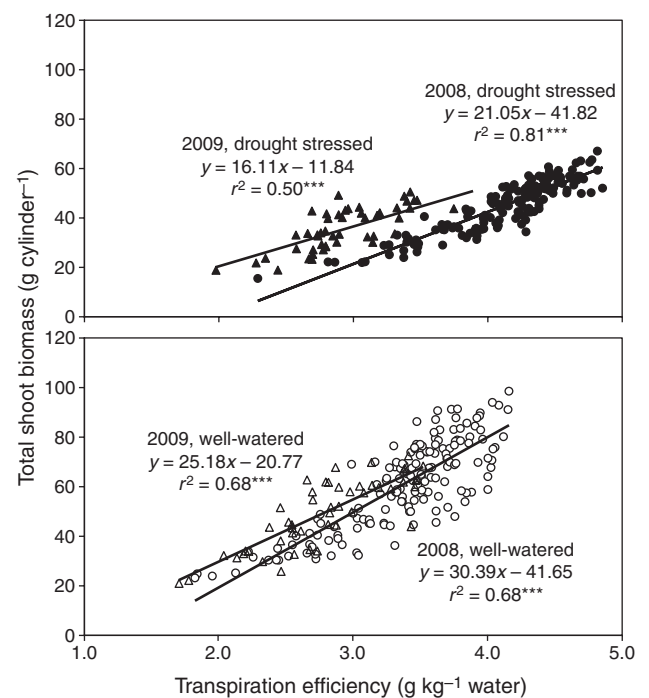 Total shoot biomass (g cylinder⁻¹)
120
100
80
60
40
20
0
2008, drought stressed
y = 21.05x – 41.82
r² = 0.81***
2009, drought stressed
y = 16.11x – 11.84
r² = 0.50***
120
100
80
60
40
20
0
2009, well-watered
y = 25.18x – 20.77
r² = 0.68***
2008, well-watered
y = 30.39x – 41.65
r² = 0.68***
1.0 2.0 3.0 4.0 5.0
Transpiration efficiency (g kg⁻¹ water)